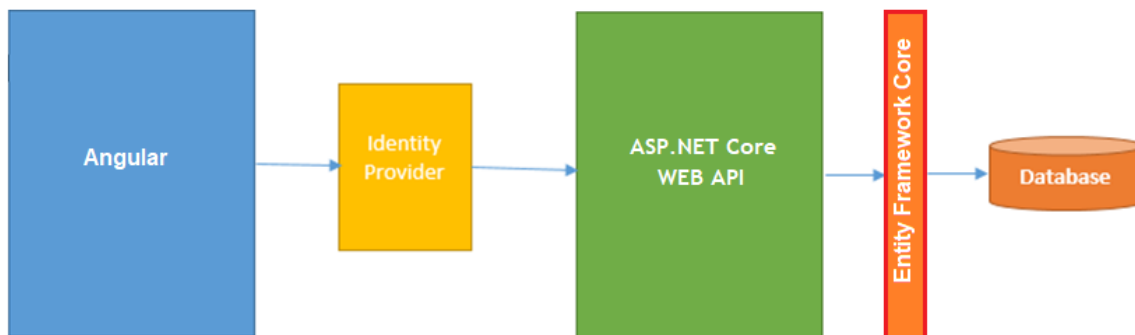 Angular
Identity
Provider
ASP.NET Core
WEB API
Entity Framework Core
Database